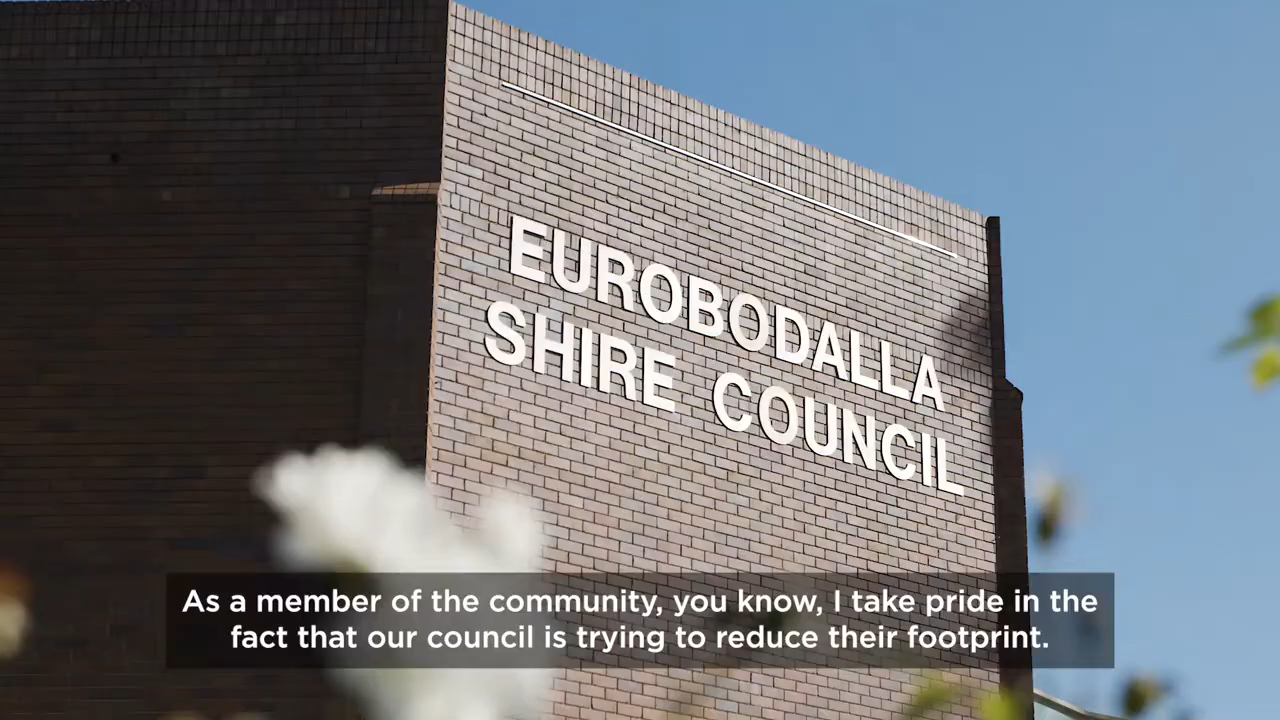 EUROBODALLA
SHIRE COUNCIL
As a member of the community, you know, I take pride in the
fact that our council is trying to reduce their footprint.